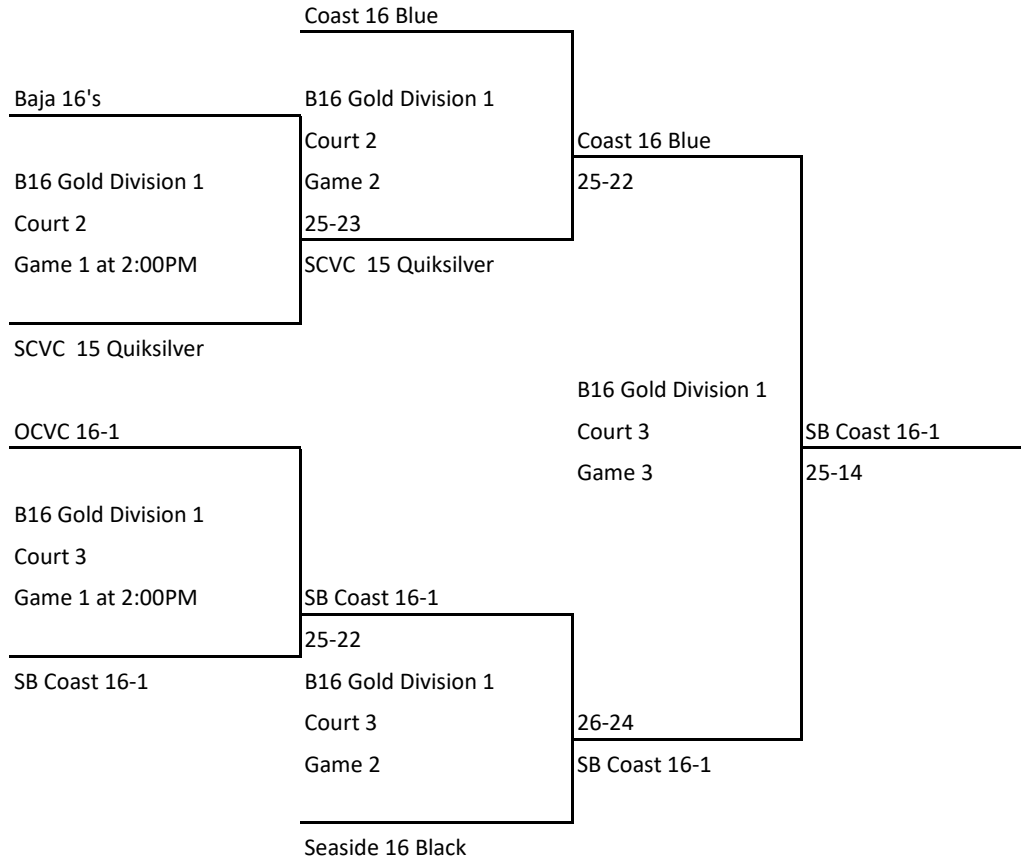 Coast 16 Blue
Baja 16's
B16 Gold Division 1
Court 2
Coast 16 Blue
B16 Gold Division 1
Game 2
25-22
Court 2
25-23
Game 1 at 2:00PM
SCVC  15 Quiksilver
SCVC  15 Quiksilver
B16 Gold Division 1
OCVC 16-1
Court 3
SB Coast 16-1
Game 3
25-14
B16 Gold Division 1
Court 3
Game 1 at 2:00PM
SB Coast 16-1
25-22
SB Coast 16-1
B16 Gold Division 1
Court 3
26-24
Game 2
SB Coast 16-1
Seaside 16 Black